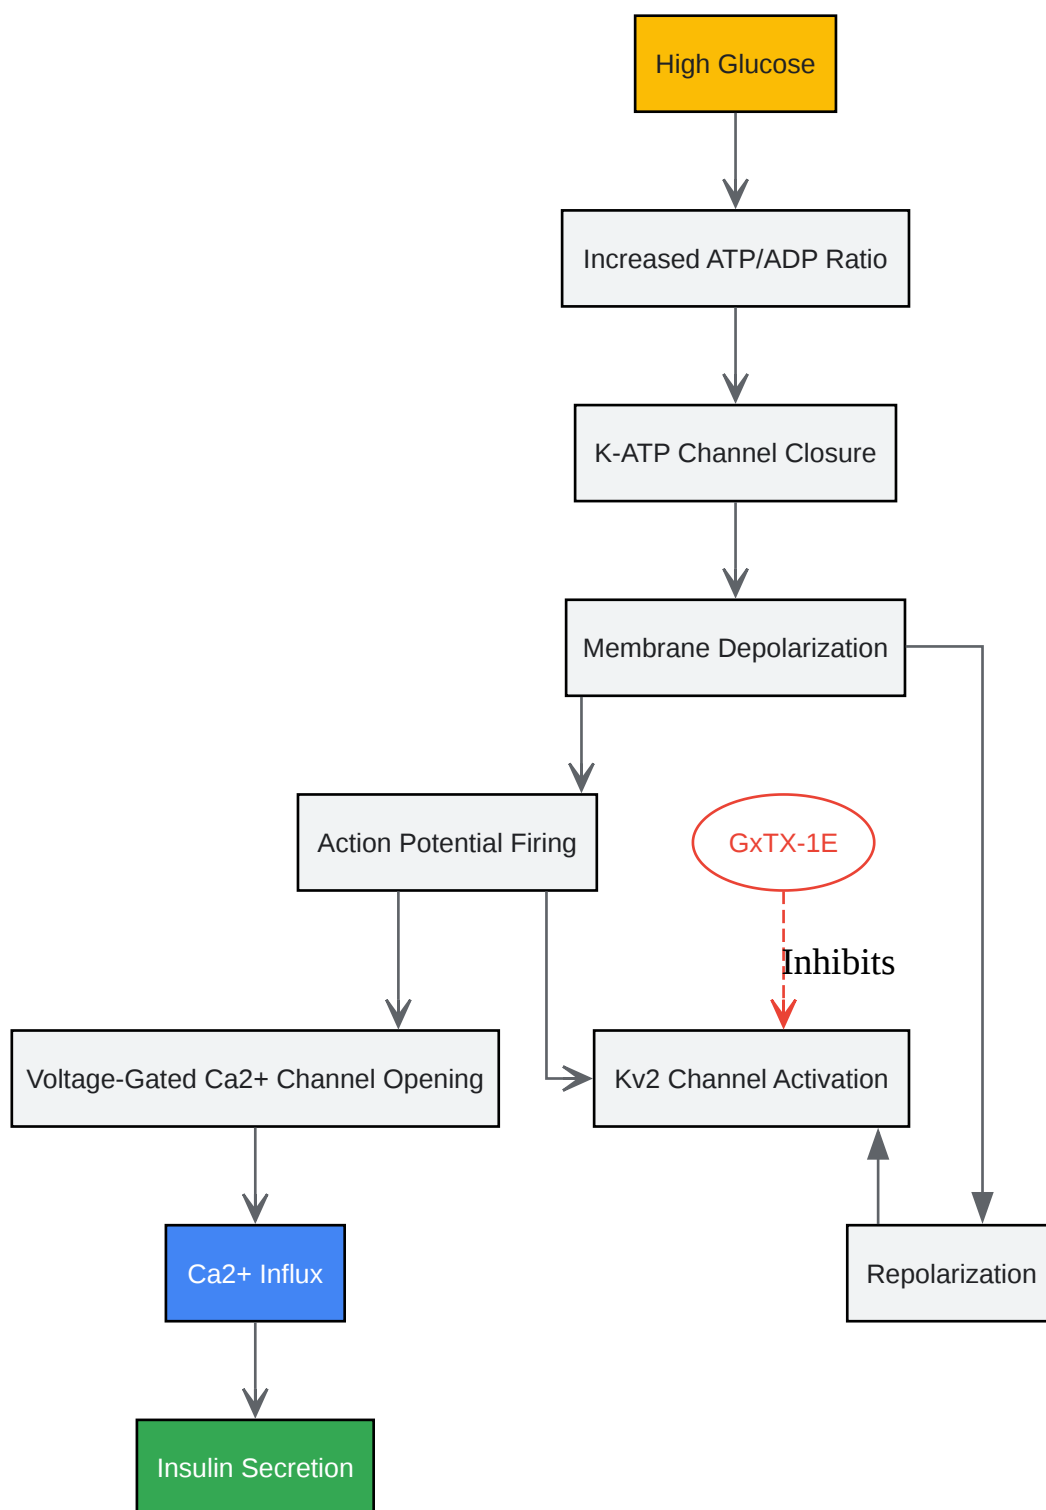 High Glucose
Increased ATP/ADP Ratio
K-ATP Channel Closure
Membrane Depolarization
Action Potential Firing
GxTX-1E
Inhibits
Voltage-Gated Ca2+ Channel Opening
Kv2 Channel Activation
Ca2+ Influx
Repolarization
Insulin Secretion